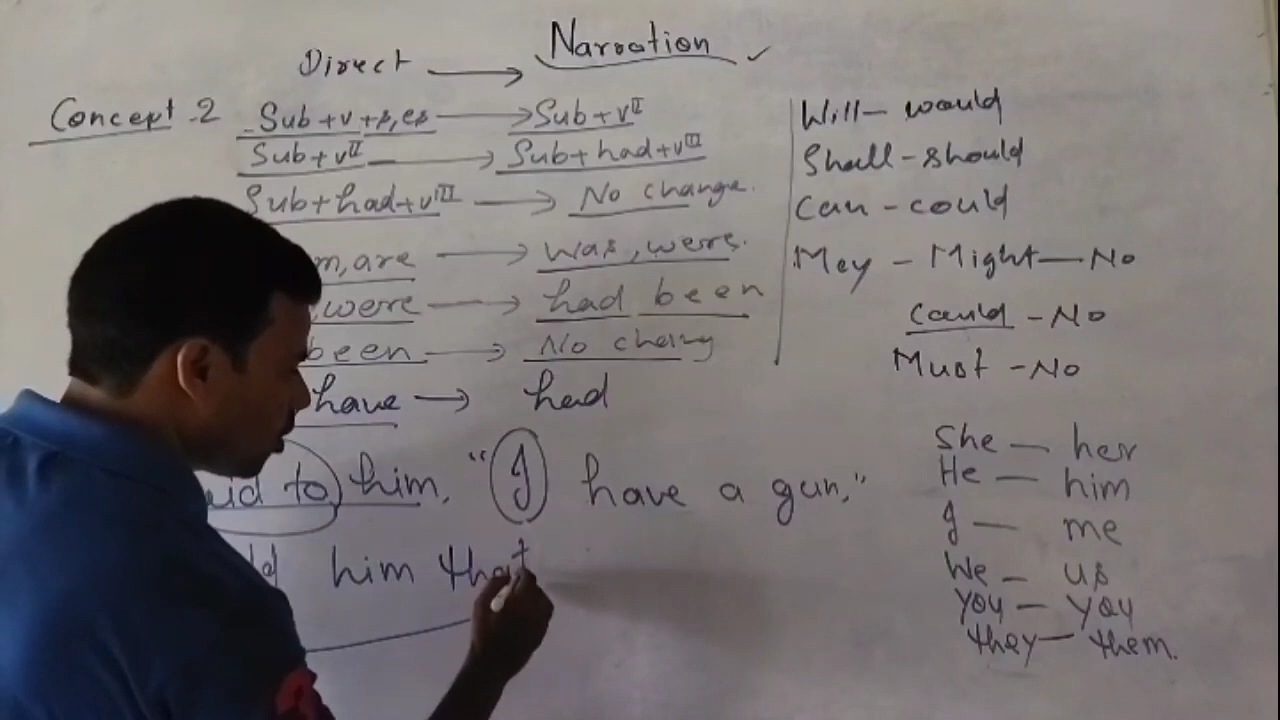 Direct → Narration ✓
Concept-2 Sub+v+s,es → Sub+vII
Sub+vII → Sub+had+vIII
Sub+had+vIII → No change.
m,are → was, were.
,were → had been
been → No chang
have → had
to him, "I have a gun,"
him that
Will - would
Shall - should
Can - could
Mey - Might - No
could - No
Must - No
She - her
He - him
I - me
We - us
you - you
they - them.